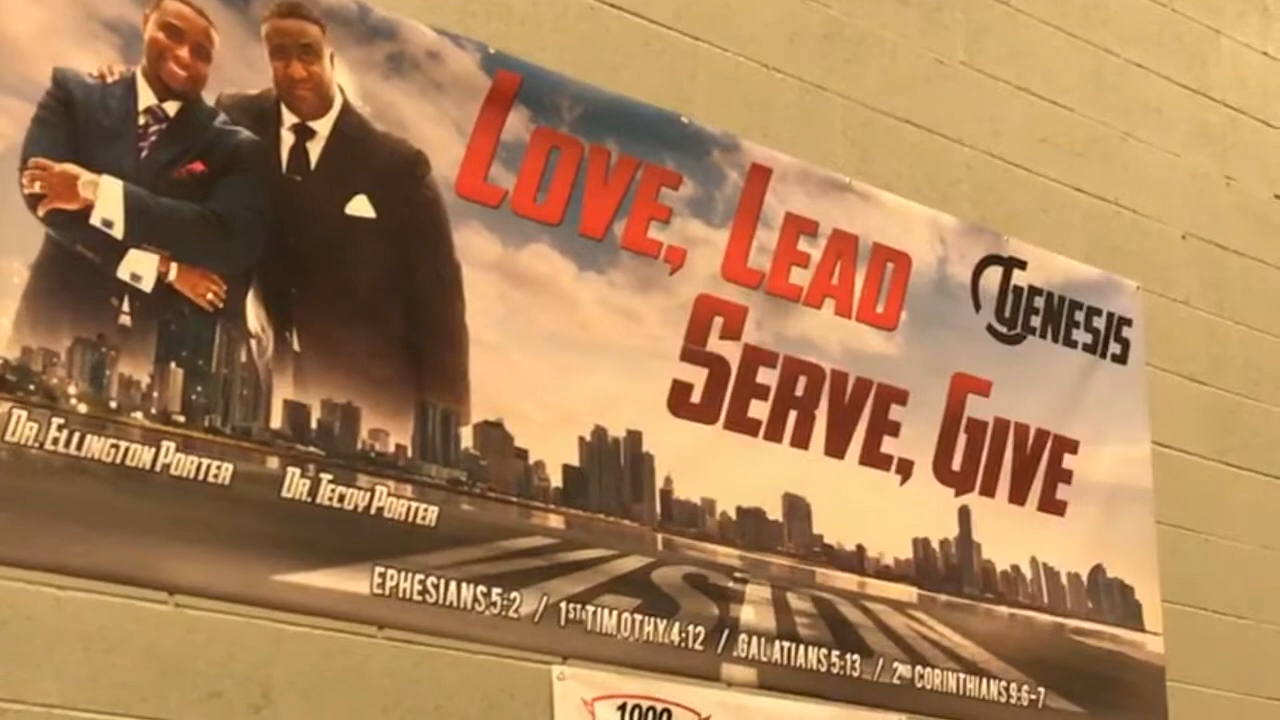 LOVE, LEAD
SERVE, GIVE
GENESIS
DR. ELLINGTON PORTER
DR. TECOY PORTER
VISION
EPHESIANS 5:2 / 1ST TIMOTHY 4:12 / GALATIANS 5:13 / 2ND CORINTHIANS 9:6-7
1000